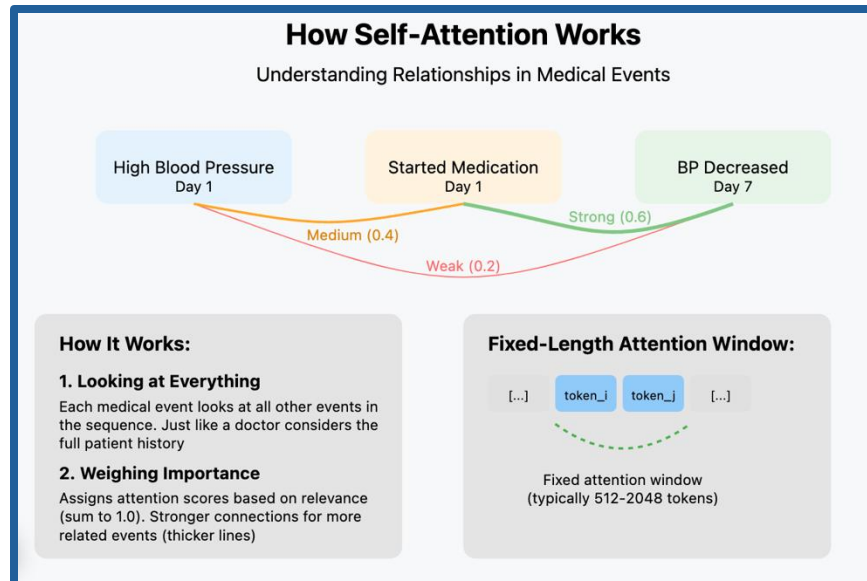 How Self-Attention Works
Understanding Relationships in Medical Events
High Blood Pressure
Day 1
Started Medication
Day 1
BP Decreased
Day 7
Medium (0.4)
Strong (0.6)
Weak (0.2)
How It Works:
1. Looking at Everything
Each medical event looks at all other events in
the sequence. Just like a doctor considers the
full patient history
2. Weighing Importance
Assigns attention scores based on relevance
(sum to 1.0). Stronger connections for more
related events (thicker lines)
Fixed-Length Attention Window:
[...] token_i token_j [...]
Fixed attention window
(typically 512-2048 tokens)